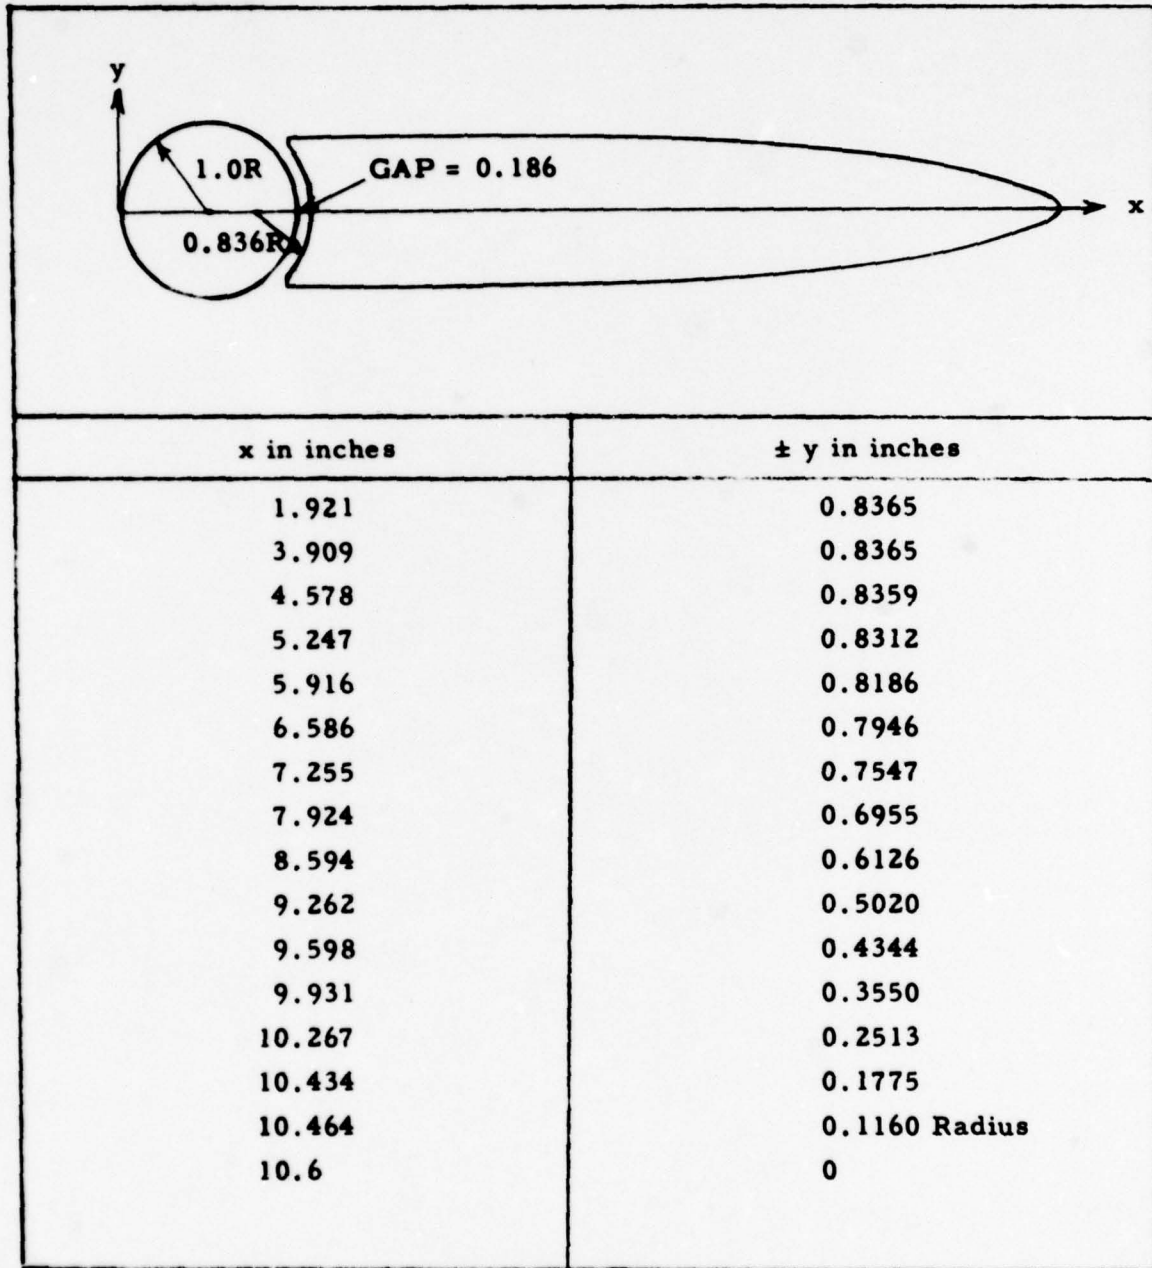 y
1.0R
GAP = 0.186
x
0.836R
x in inches ± y in inches
1.921 0.8365
3.909 0.8365
4.578 0.8359
5.247 0.8312
5.916 0.8186
6.586 0.7946
7.255 0.7547
7.924 0.6955
8.594 0.6126
9.262 0.5020
9.598 0.4344
9.931 0.3550
10.267 0.2513
10.434 0.1775
10.464 0.1160 Radius
10.6 0